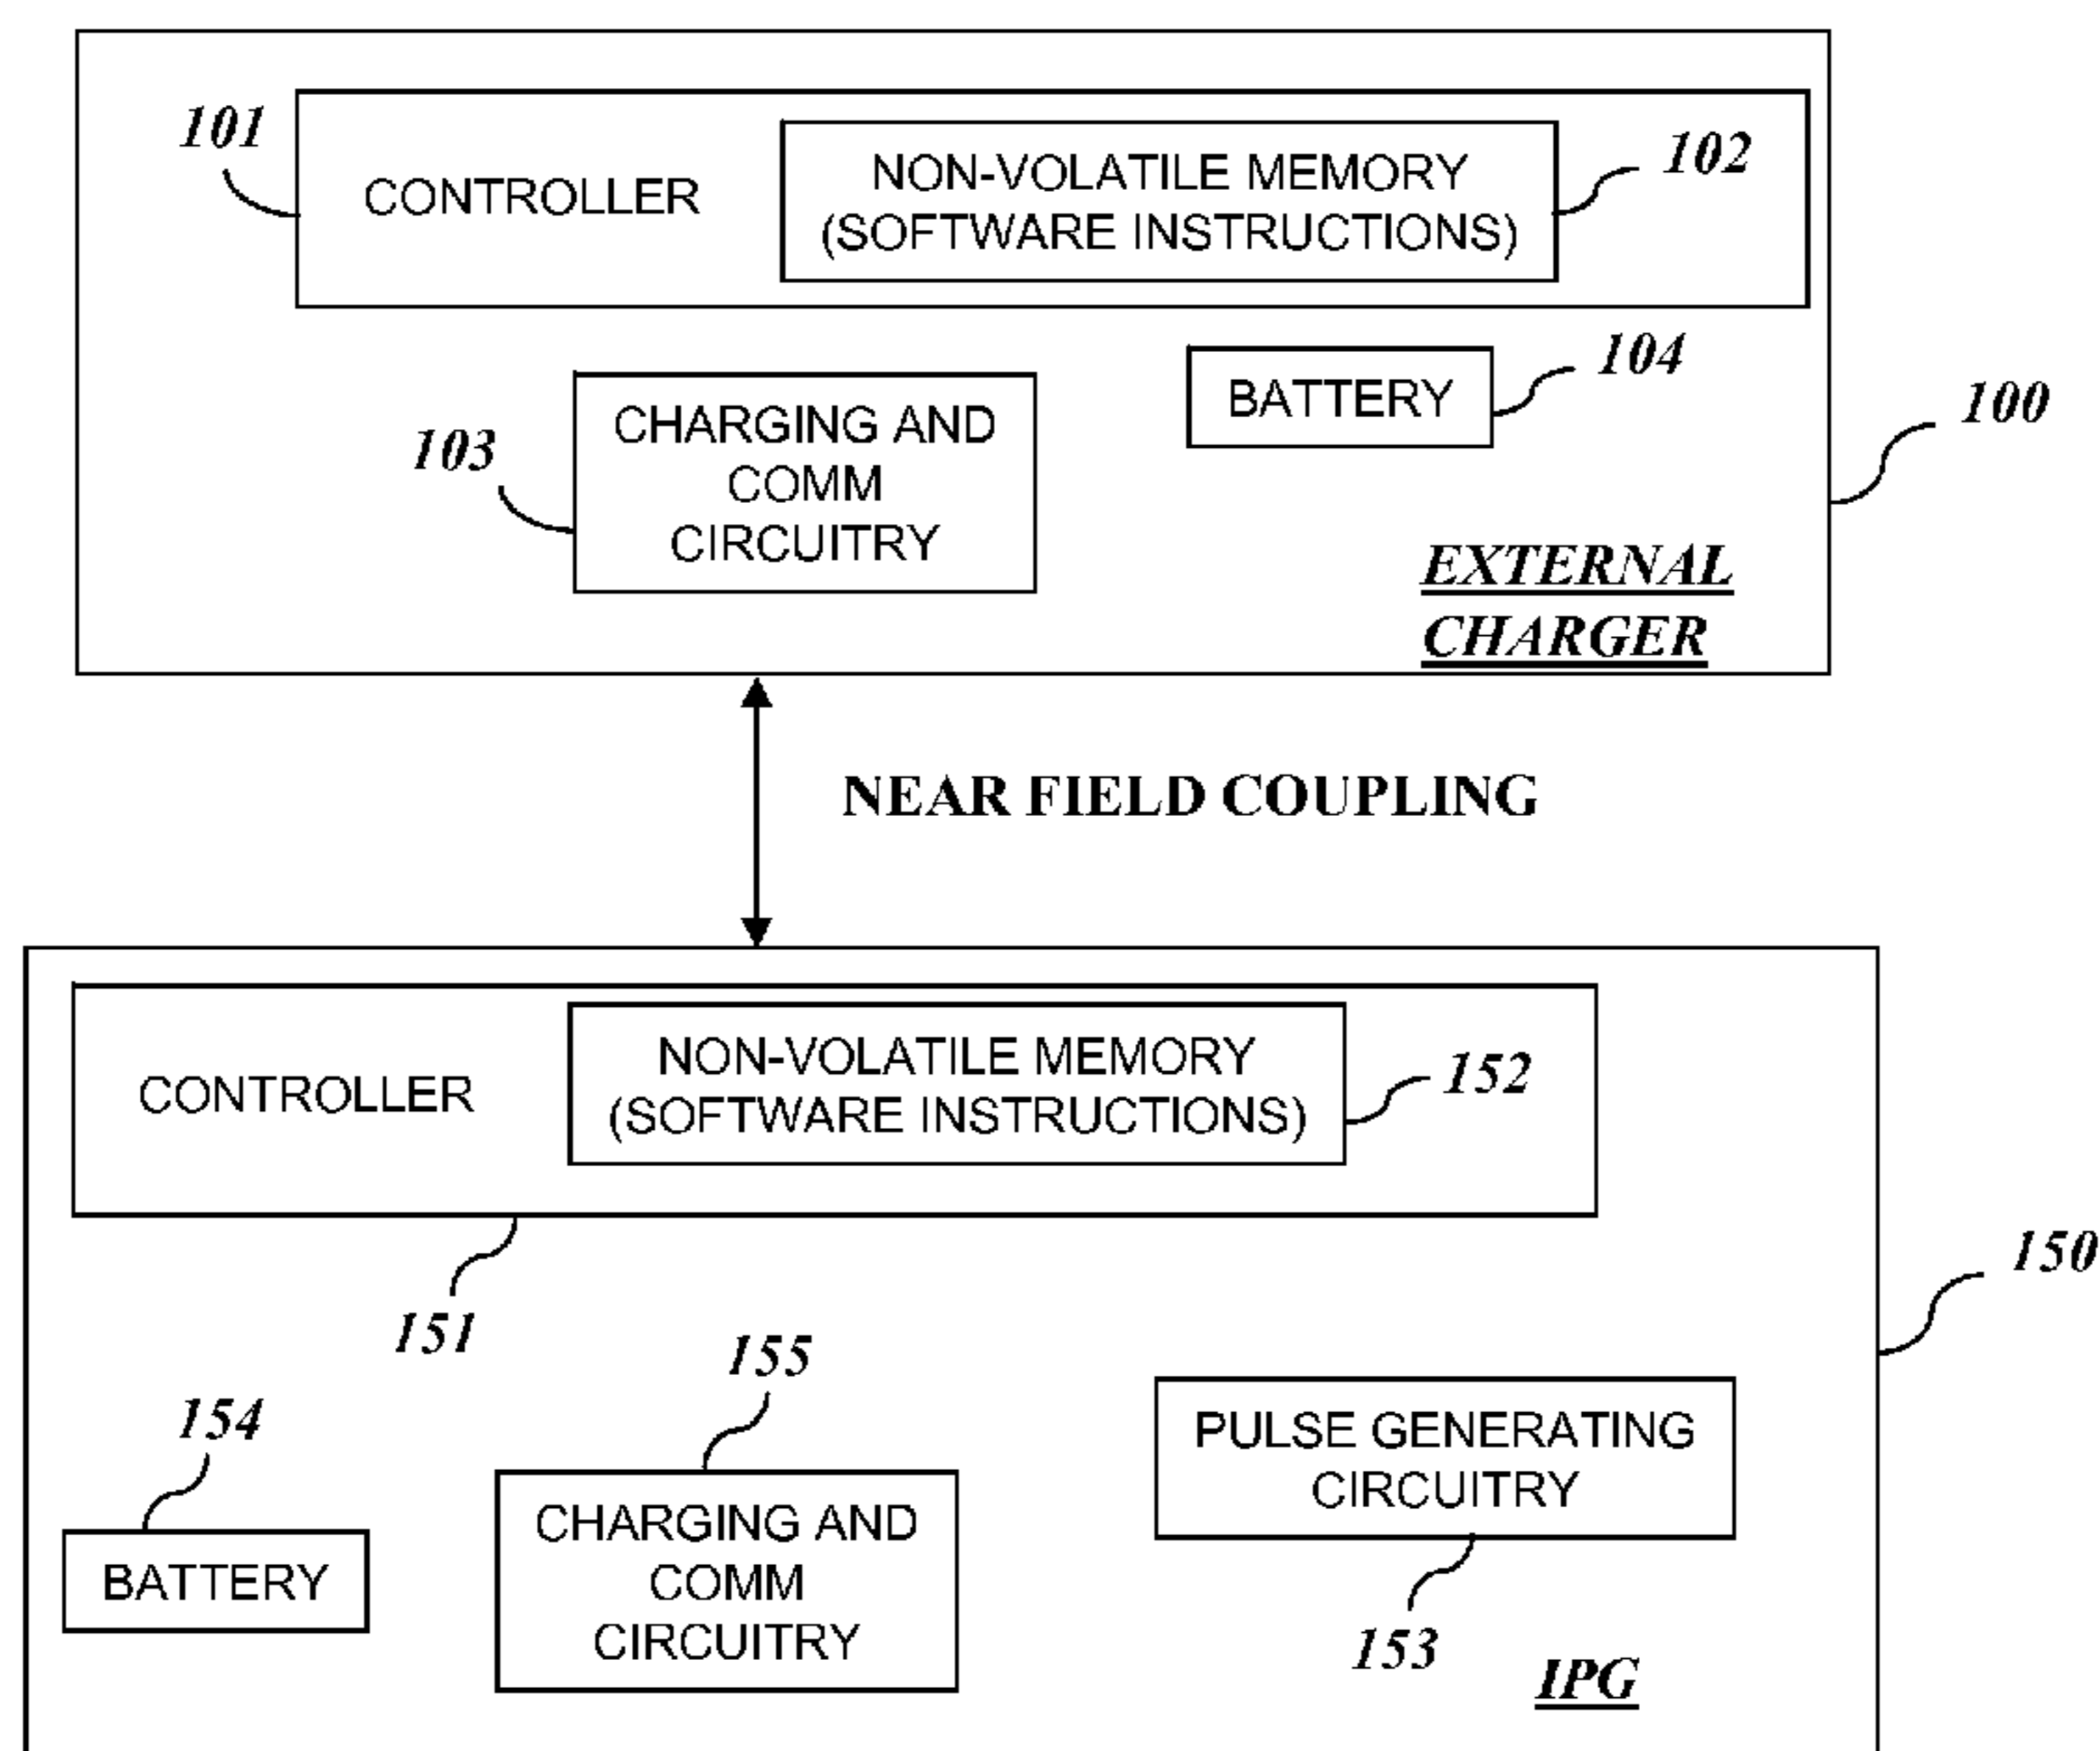 101
CONTROLLER
NON-VOLATILE MEMORY
(SOFTWARE INSTRUCTIONS)
102
104
BATTERY
100
103
CHARGING AND
COMM
CIRCUITRY
EXTERNAL
CHARGER
NEAR FIELD COUPLING
CONTROLLER
NON-VOLATILE MEMORY
(SOFTWARE INSTRUCTIONS)
152
150
151
155
154
PULSE GENERATING
CIRCUITRY
BATTERY
CHARGING AND
COMM
CIRCUITRY
153
IPG